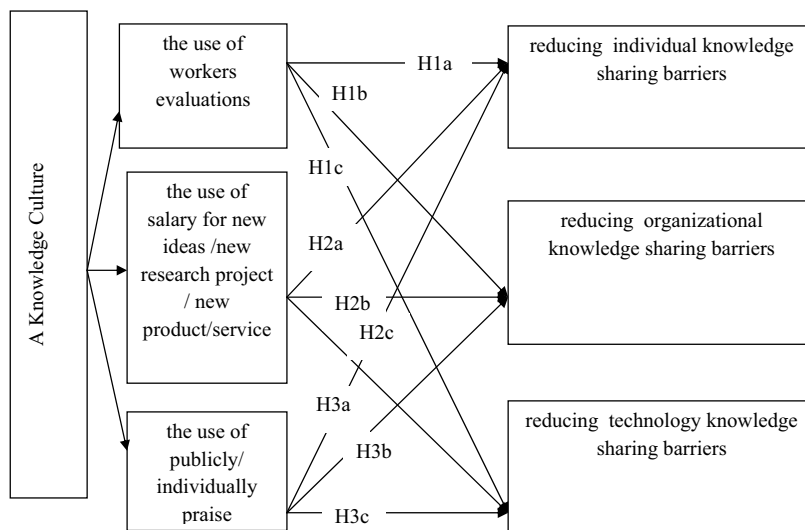 A Knowledge Culture
the use of
workers
evaluations
the use of
salary for new
ideas /new
research project
/ new
product/service
the use of
publicly/
individually
praise
H1a
H1b
H1c
H2a
H2b
H2c
H3a
H3b
H3c
reducing individual knowledge
sharing barriers
reducing organizational
knowledge sharing barriers
reducing technology knowledge
sharing barriers